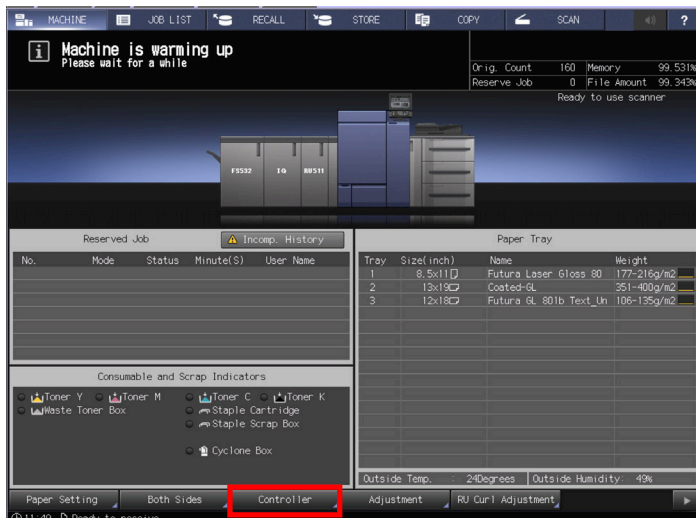 MACHINE JOB LIST RECALL STORE COPY SCAN ?
i Machine is warming up
Please wait for a while
Orig. Count 160 Memory 99.531%
Reserve Job 0 File Amount 99.343%
Ready to use scanner
FS532 IQ RU511
Reserved Job Incomp. History
No. Mode Status Minute(S) User Name
Paper Tray
Tray Size(inch) Name Weight
1 8.5x11 Futura Laser Gloss 80 177-216g/m2
2 13x19 Coated-GL 351-400g/m2
3 12x18 Futura GL 80lb Text_Un 106-135g/m2
Consumable and Scrap Indicators
Toner Y Toner M Toner C Toner K
Waste Toner Box Staple Cartridge
Staple Scrap Box
Cyclone Box
Outside Temp. : 24Degrees Outside Humidity: 49%
Paper Setting Both Sides Controller Adjustment RU Curl Adjustment
11:49 Ready to receive